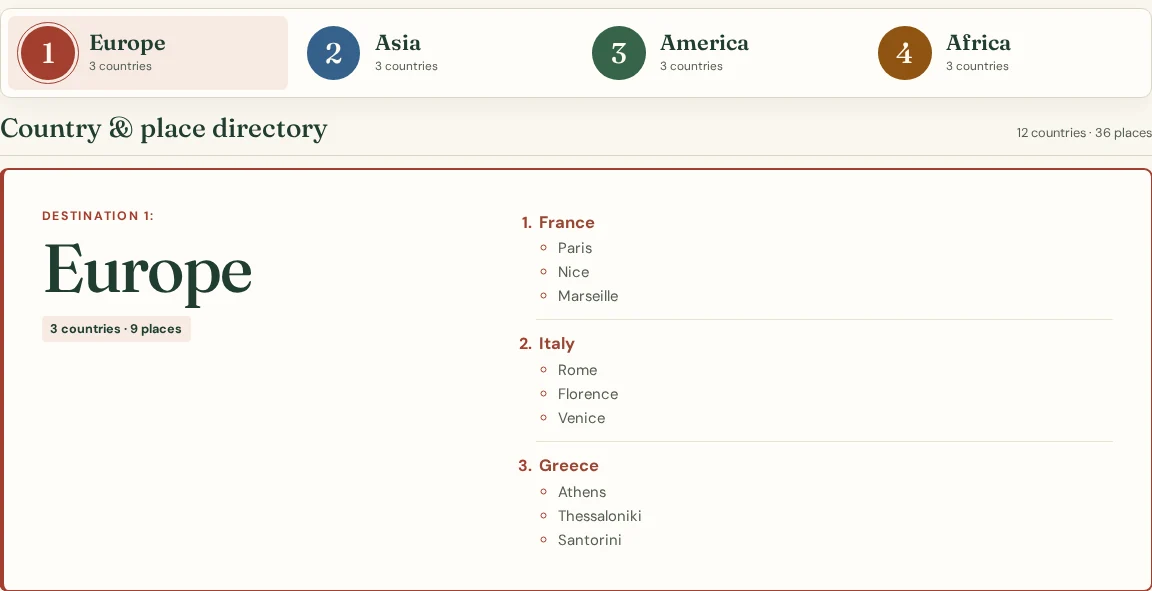 1
Europe
3 countries
2
Asia
3 countries
3
America
3 countries
4
Africa
3 countries
Country & place directory
12 countries · 36 places
DESTINATION 1:
Europe
3 countries · 9 places
1. France
Paris
Nice
Marseille
2. Italy
Rome
Florence
Venice
3. Greece
Athens
Thessaloniki
Santorini